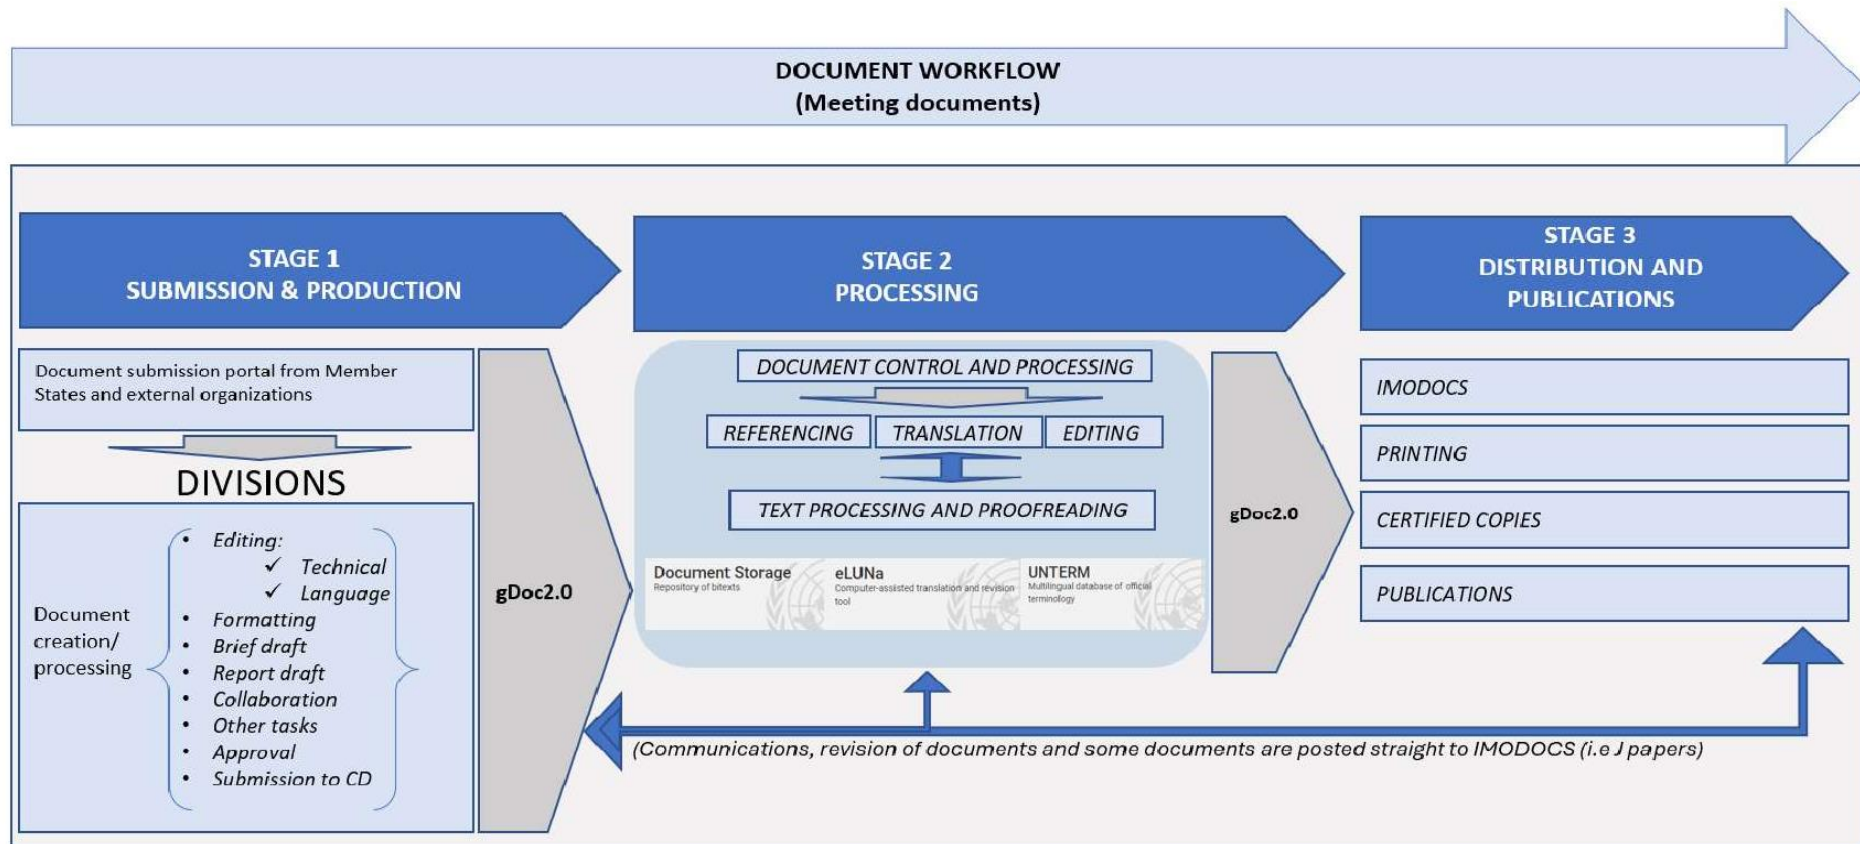 DOCUMENT WORKFLOW
(Meeting documents)
STAGE 1
SUBMISSION & PRODUCTION
Document submission portal from Member
States and external organizations
DIVISIONS
Document
creation/
processing
• Editing:
✓ Technical
✓ Language
• Formatting
• Brief draft
• Report draft
• Collaboration
• Other tasks
• Approval
• Submission to CD
gDoc2.0
STAGE 2
PROCESSING
DOCUMENT CONTROL AND PROCESSING
REFERENCING
TRANSLATION
EDITING
TEXT PROCESSING AND PROOFREADING
Document Storage
Repository of bitexts
eLUNa
Computer-assisted translation and revision
tool
UNTERM
Multilingual database of official
terminology
gDoc2.0
STAGE 3
DISTRIBUTION AND
PUBLICATIONS
IMODOCS
PRINTING
CERTIFIED COPIES
PUBLICATIONS
(Communications, revision of documents and some documents are posted straight to IMODOCS (i.e J papers)